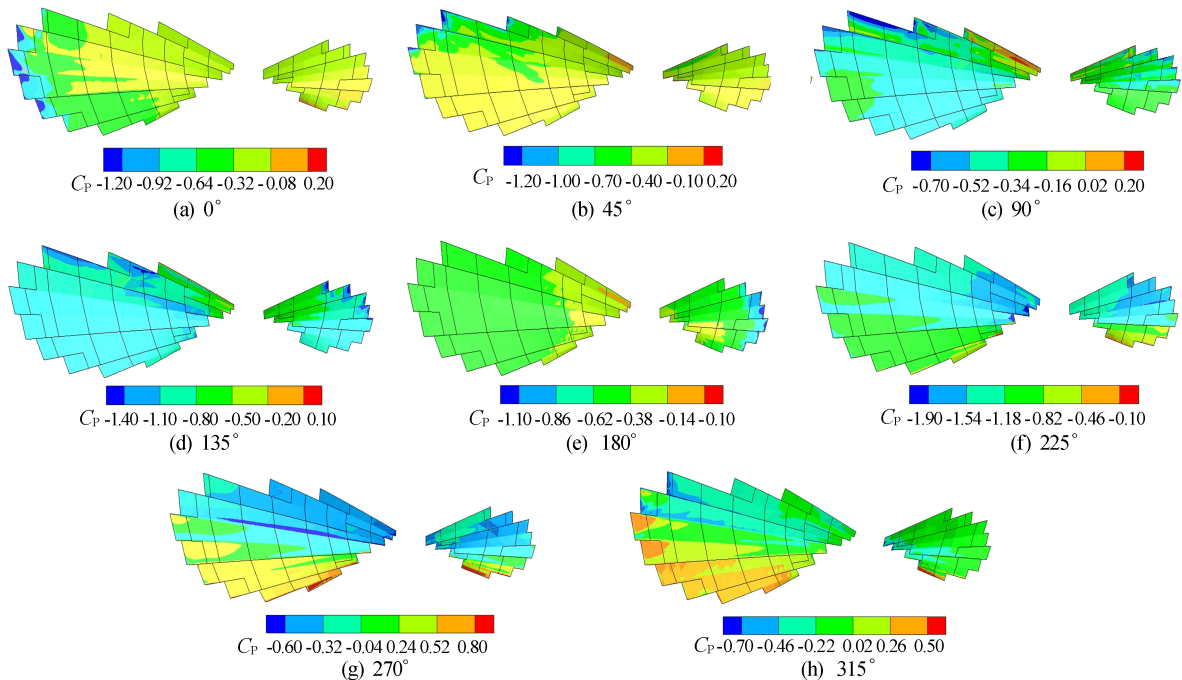 C_P -1.20 -0.92 -0.64 -0.32 -0.08 0.20
(a) 0°
C_P -1.20 -1.00 -0.70 -0.40 -0.10 0.20
(b) 45°
C_P -0.70 -0.52 -0.34 -0.16 0.02 0.20
(c) 90°
C_P -1.40 -1.10 -0.80 -0.50 -0.20 0.10
(d) 135°
C_P -1.10 -0.86 -0.62 -0.38 -0.14 -0.10
(e) 180°
C_P -1.90 -1.54 -1.18 -0.82 -0.46 -0.10
(f) 225°
C_P -0.60 -0.32 -0.04 0.24 0.52 0.80
(g) 270°
C_P -0.70 -0.46 -0.22 0.02 0.26 0.50
(h) 315°